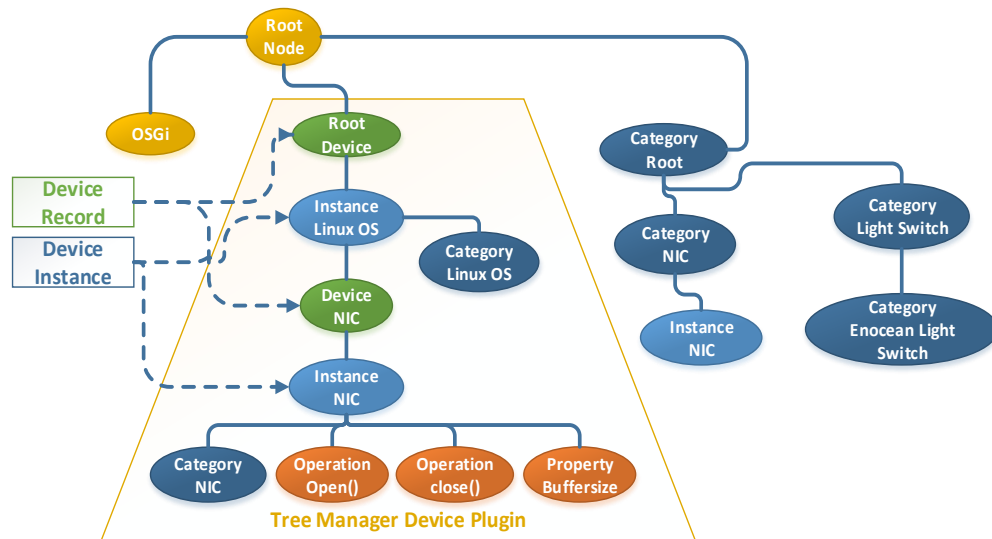 Root
Node
OSGi
Root
Device
Category
Root
Device
Record
Instance
Linux OS
Category
Light Switch
Device
Instance
Category
Linux OS
Category
NIC
Device
NIC
Instance
NIC
Category
Enocean Light
Switch
Instance
NIC
Category
NIC
Operation
Open()
Operation
close()
Property
Buffersize
Tree Manager Device Plugin